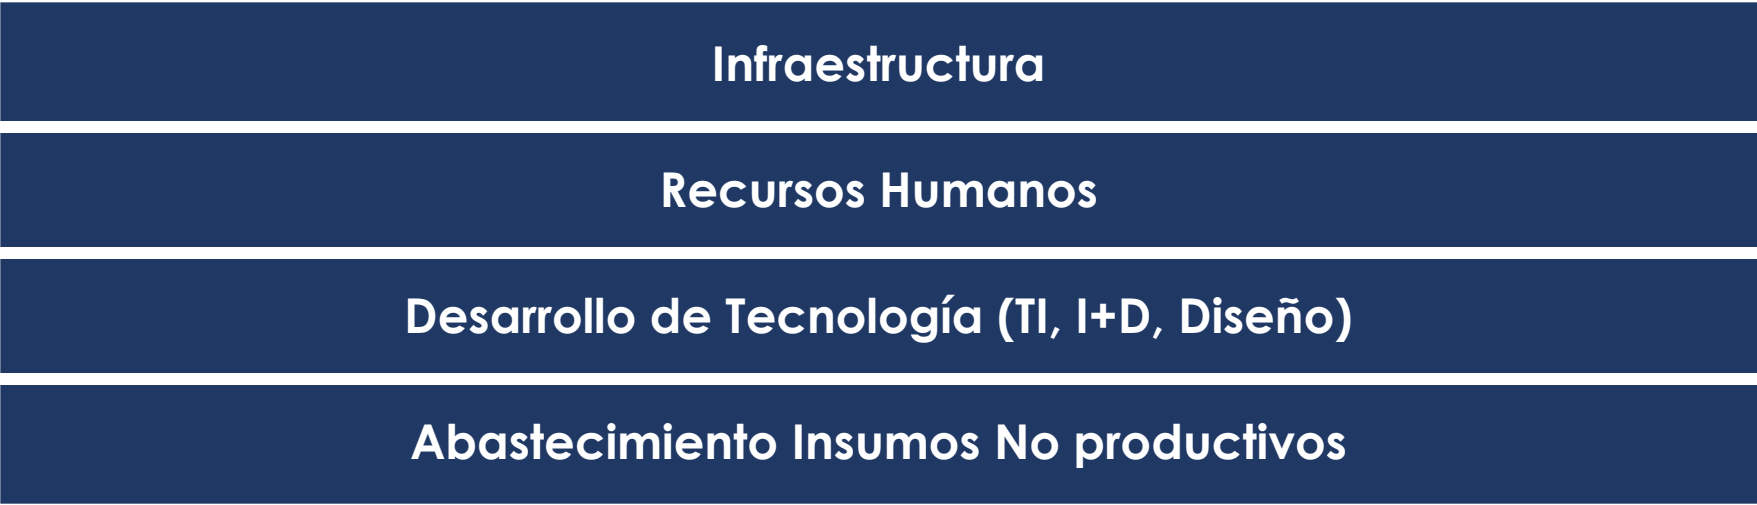 Infraestructura
Recursos Humanos
Desarrollo de Tecnología (TI, I+D, Diseño)
Abastecimiento Insumos No productivos